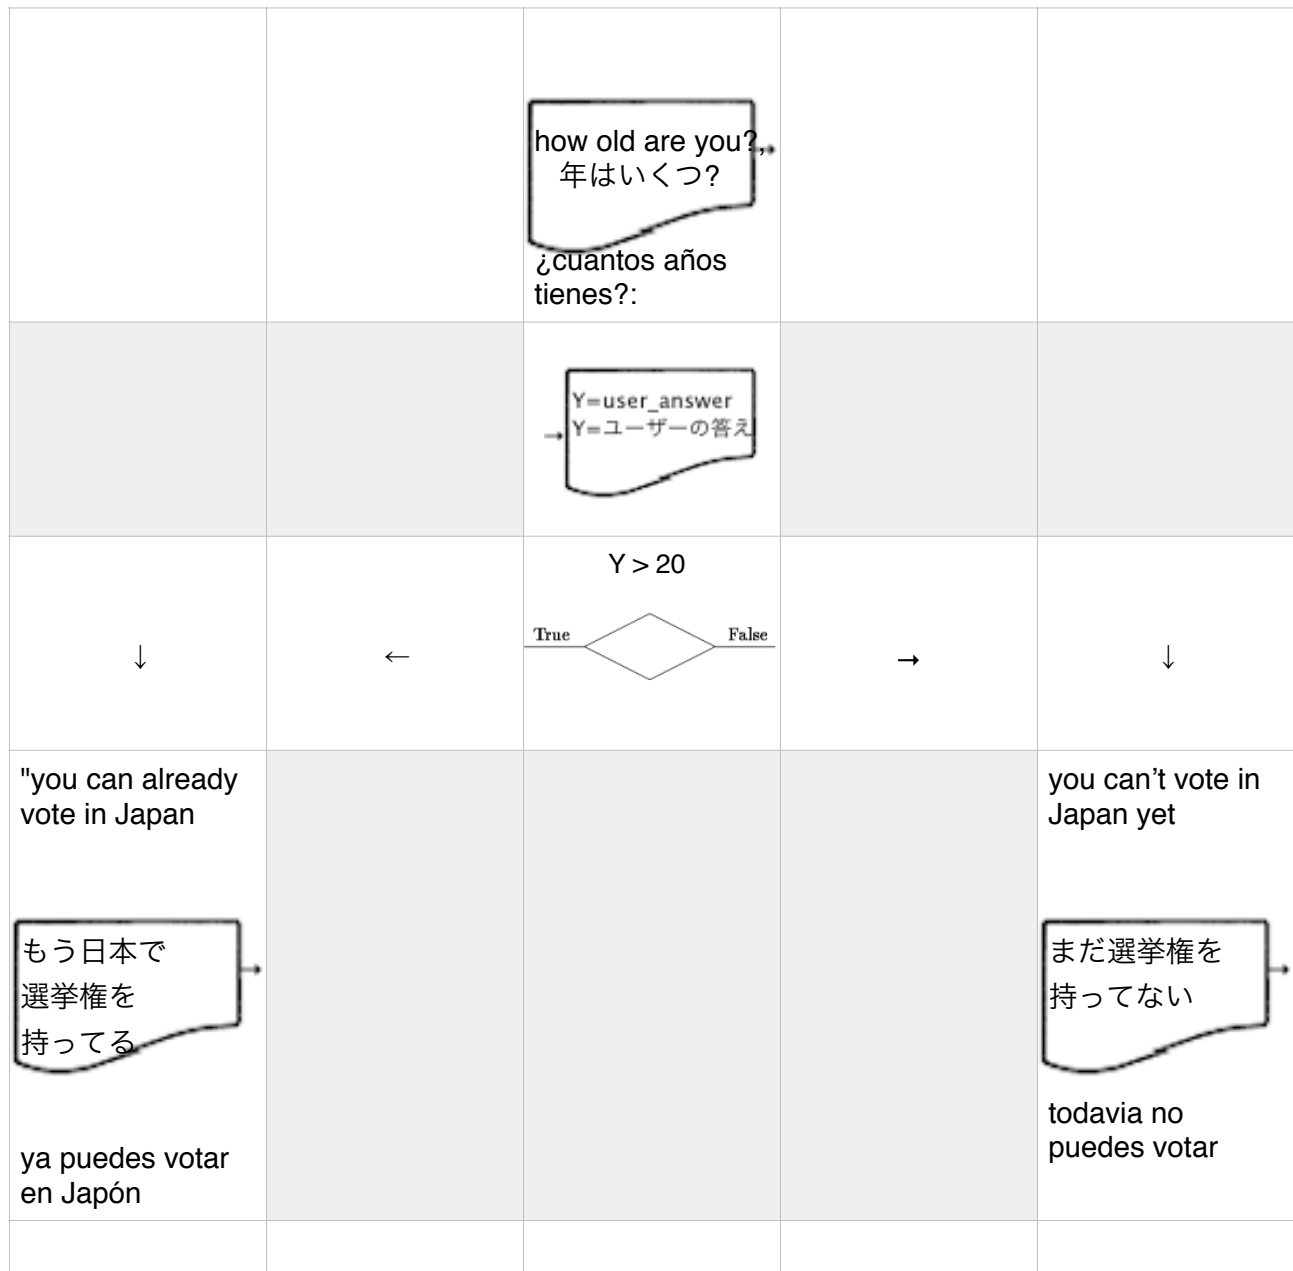 how old are you?,
年はいくつ?
¿cuantos años
tienes?:
Y=user_answer
Y=ユーザーの答え
Y > 20
True
False
↓
←
→
↓
"you can already
vote in Japan
もう日本で
選挙権を
持ってる
ya puedes votar
en Japón
you can’t vote in
Japan yet
まだ選挙権を
持ってない
todavia no
puedes votar